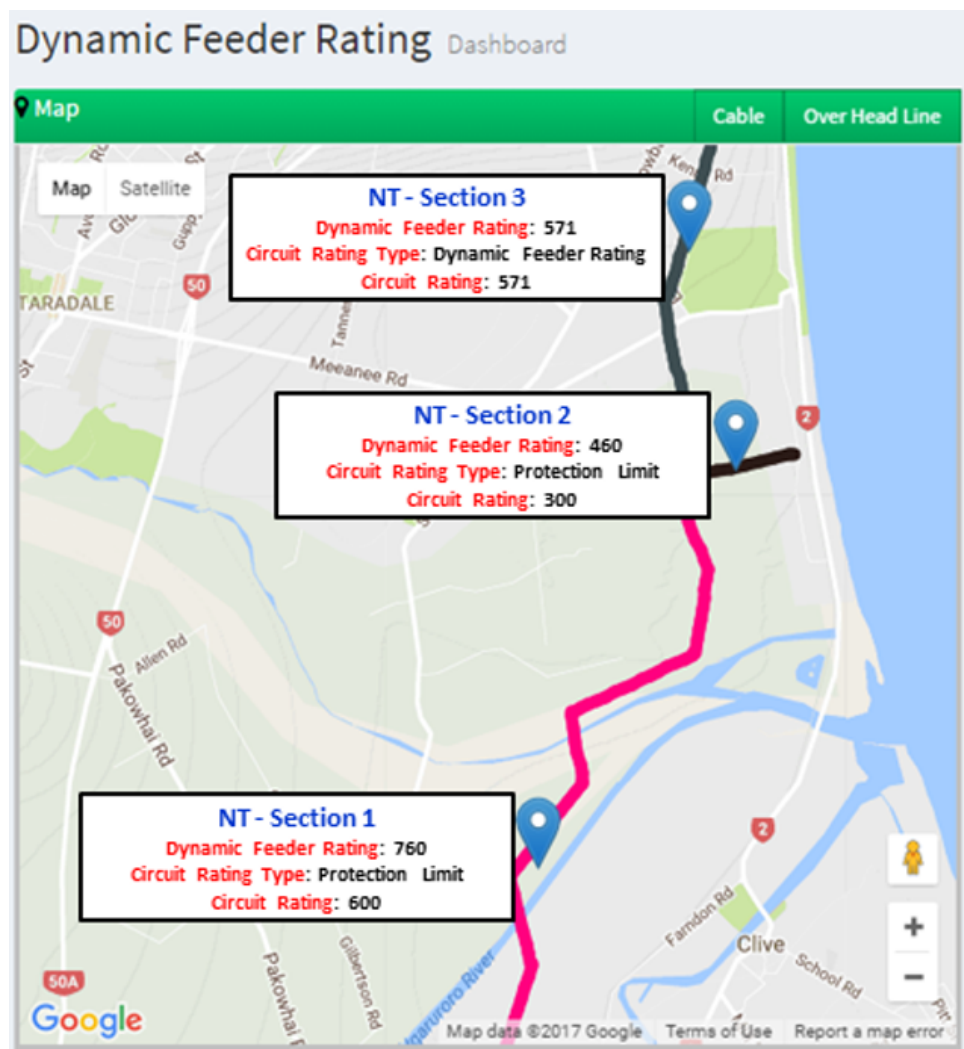 Dynamic Feeder Rating Dashboard
Map
Cable
Over Head Line
Map
Satellite
NT - Section 3
Dynamic Feeder Rating: 571
Circuit Rating Type: Dynamic Feeder Rating
Circuit Rating: 571
50
TARADALE
Meeanee Rd
NT - Section 2
Dynamic Feeder Rating: 460
Circuit Rating Type: Protection Limit
Circuit Rating: 300
2
50
Allen Rd
Pakowhai Rd
NT - Section 1
Dynamic Feeder Rating: 760
Circuit Rating Type: Protection Limit
Circuit Rating: 600
2
Farndon Rd
Clive
School Rd
Gilbertson Rd
Pakowhai
50A
Google
Map data ©2017 Google
Terms of Use
Report a map error